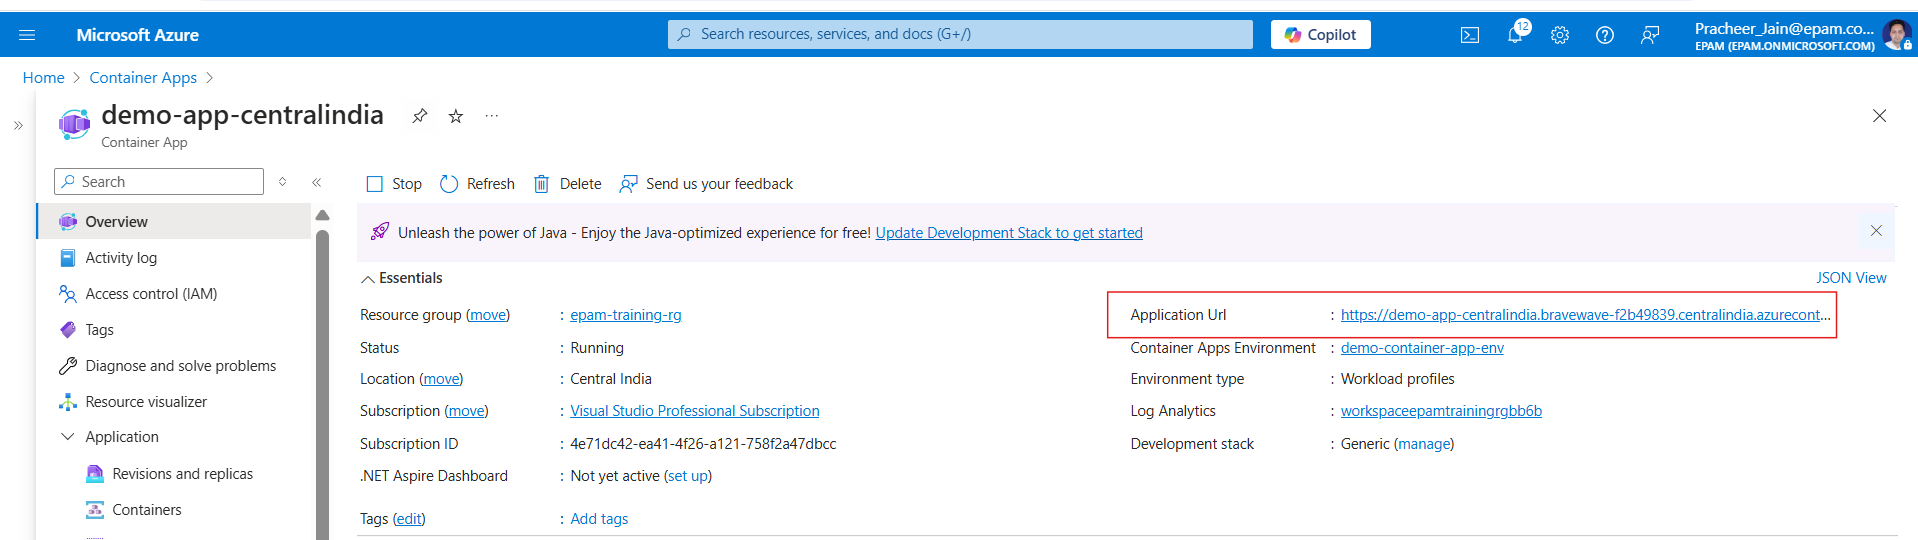 Microsoft Azure
Search resources, services, and docs (G+/)
Copilot
12
Pracheer_Jain@epam.co...
EPAM (EPAM.ONMICROSOFT.COM)
Home > Container Apps >
demo-app-centralindia
Container App
Search
Stop Refresh Delete Send us your feedback
Overview
Activity log
Access control (IAM)
Tags
Diagnose and solve problems
Resource visualizer
Application
Revisions and replicas
Containers
Unleash the power of Java - Enjoy the Java-optimized experience for free! Update Development Stack to get started
Essentials
JSON View
Resource group (move) : epam-training-rg
Status : Running
Location (move) : Central India
Subscription (move) : Visual Studio Professional Subscription
Subscription ID : 4e71dc42-ea41-4f26-a121-758f2a47dbcc
.NET Aspire Dashboard : Not yet active (set up)
Tags (edit) : Add tags
Application Url : https://demo-app-centralindia.bravewave-f2b49839.centralindia.azurecont...
Container Apps Environment : demo-container-app-env
Environment type : Workload profiles
Log Analytics : workspaceepamtrainingrgbb6b
Development stack : Generic (manage)